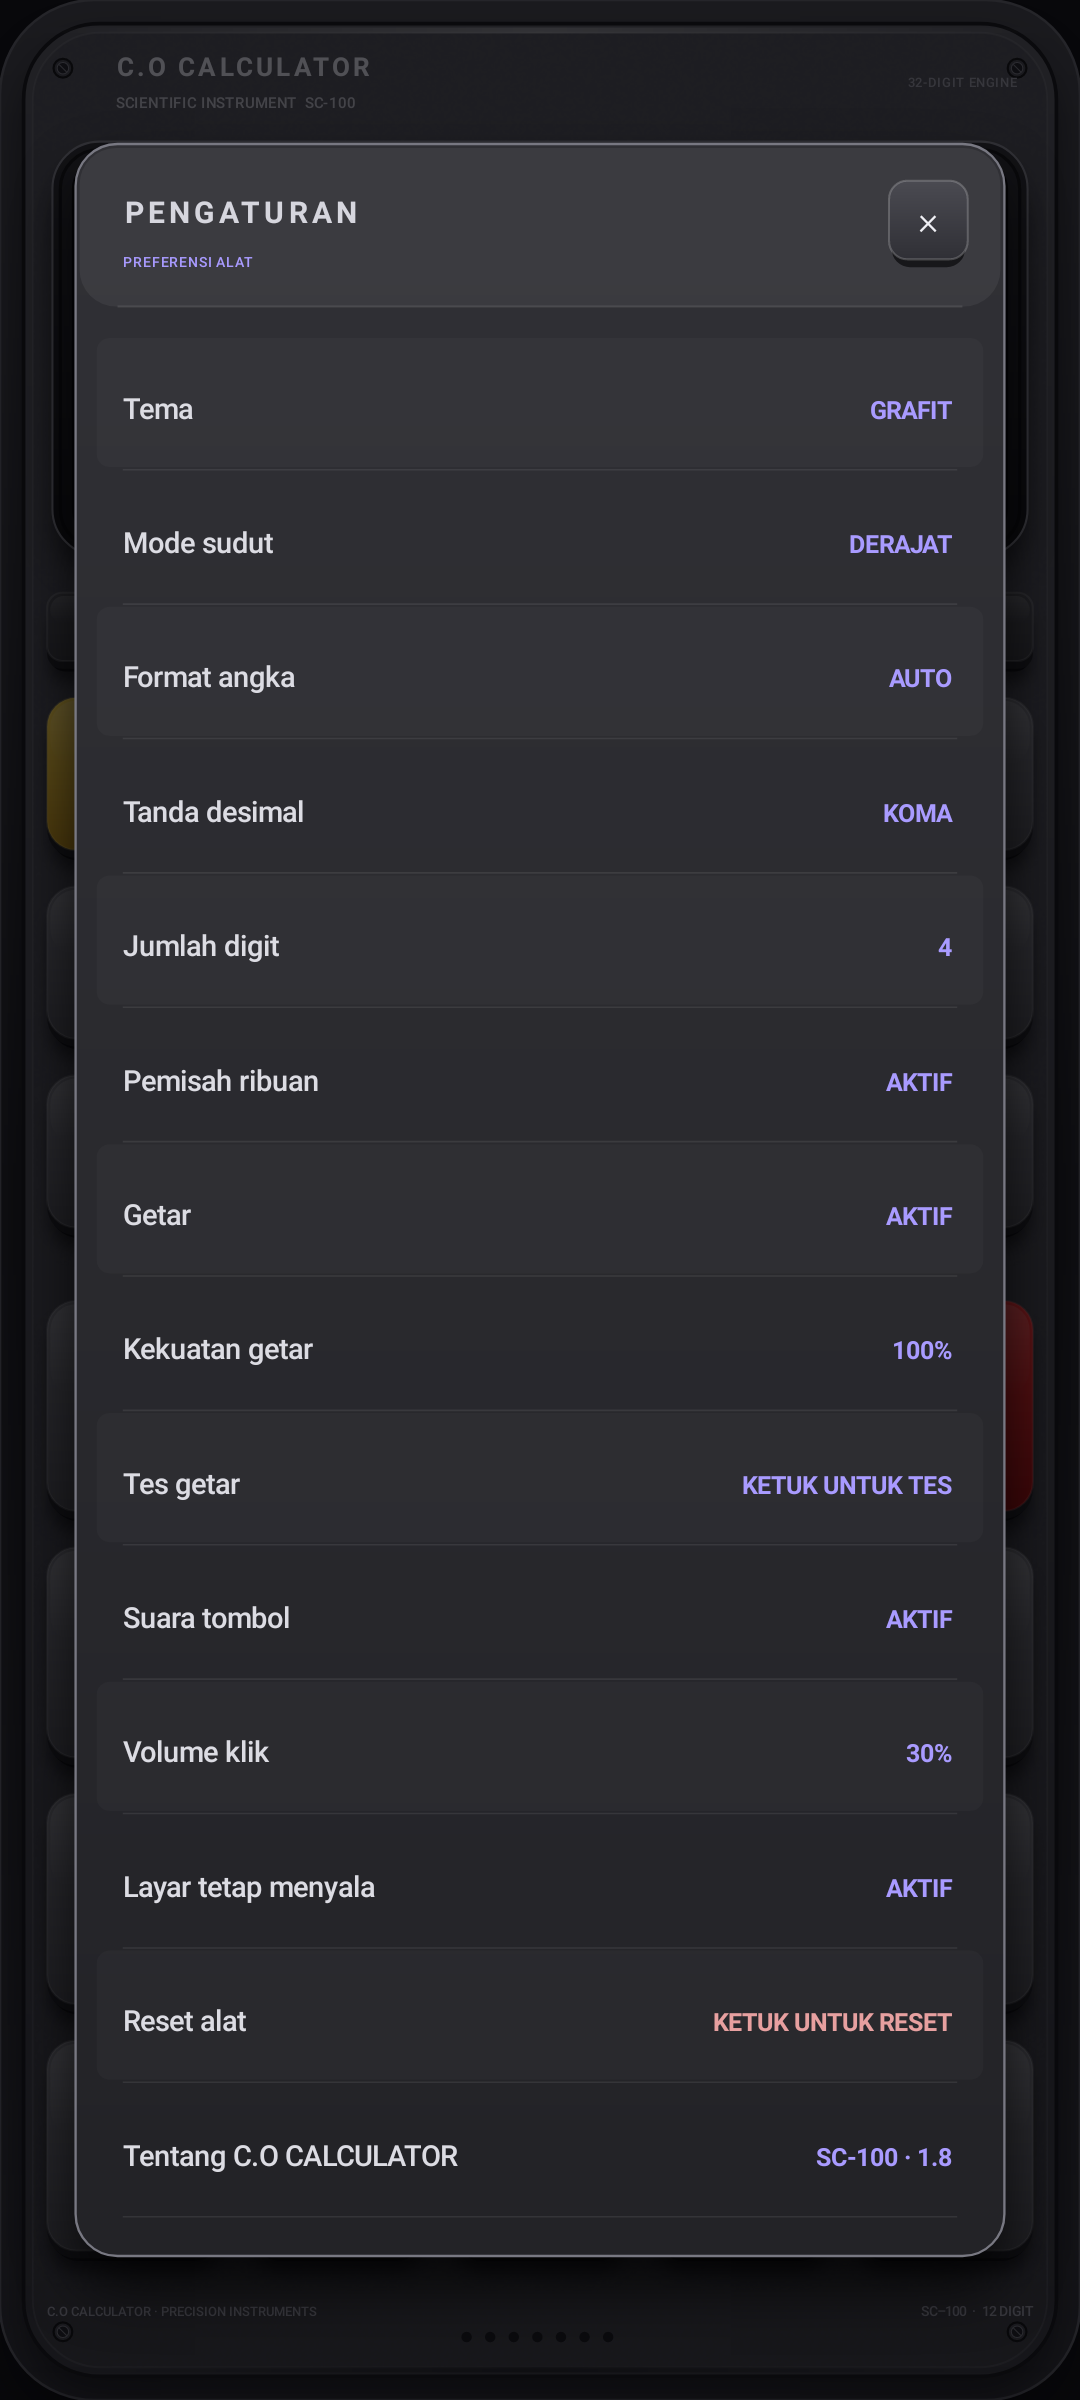 C.O CALCULATOR
SCIENTIFIC INSTRUMENT SC-100
32-DIGIT ENGINE
PENGATURAN
PREFERENSI ALAT
×
Tema GRAFIT
Mode sudut DERAJAT
Format angka AUTO
Tanda desimal KOMA
Jumlah digit 4
Pemisah ribuan AKTIF
Getar AKTIF
Kekuatan getar 100%
Tes getar KETUK UNTUK TES
Suara tombol AKTIF
Volume klik 30%
Layar tetap menyala AKTIF
Reset alat KETUK UNTUK RESET
Tentang C.O CALCULATOR SC-100 · 1.8
C.O CALCULATOR · PRECISION INSTRUMENTS SC-100 · 12 DIGIT